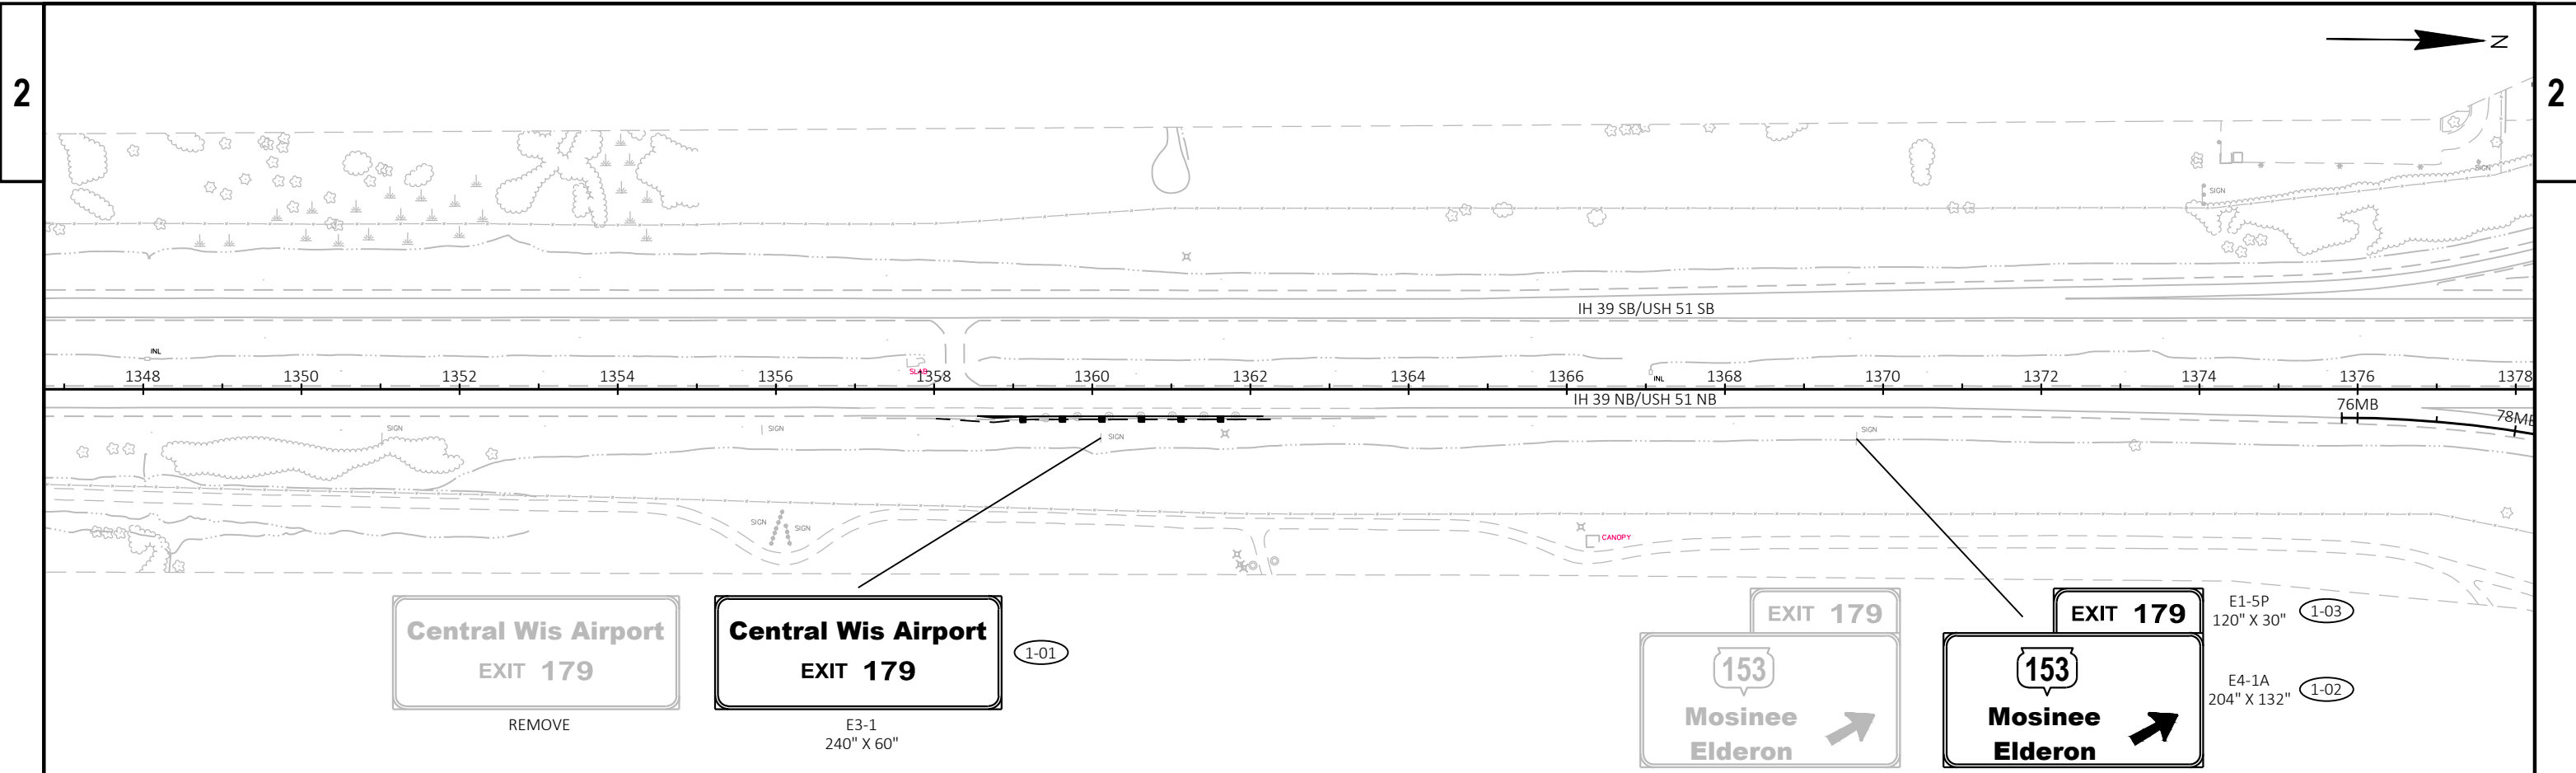 2
2
N
SIGN
SIGN
IH 39 SB/USH 51 SB
INL
SLAB
INL
1348 1350 1352 1354 1356 1358 1360 1362 1364 1366 1368 1370 1372 1374 1376 1378
IH 39 NB/USH 51 NB
76MB
78MB
SIGN
SIGN
SIGN
SIGN
SIGN
SIGN
CANOPY
Central Wis Airport
EXIT 179
REMOVE
Central Wis Airport
EXIT 179
E3-1
240" X 60"
1-01
EXIT 179
153
Mosinee
Elderon
EXIT 179
153
Mosinee
Elderon
E1-5P
120" X 30"
1-03
E4-1A
204" X 132"
1-02